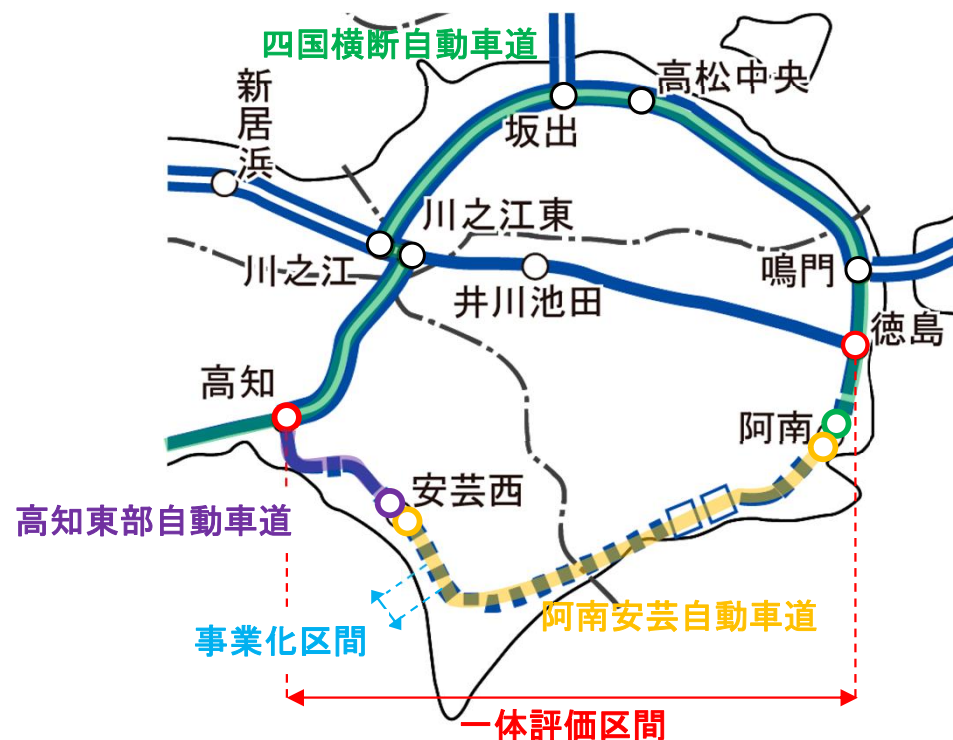 四国横断自動車道
高松中央
新居浜
坂出
川之江東
川之江
鳴門
井川池田
徳島
高知
阿南
安芸西
高知東部自動車道
阿南安芸自動車道
事業化区間
一体評価区間